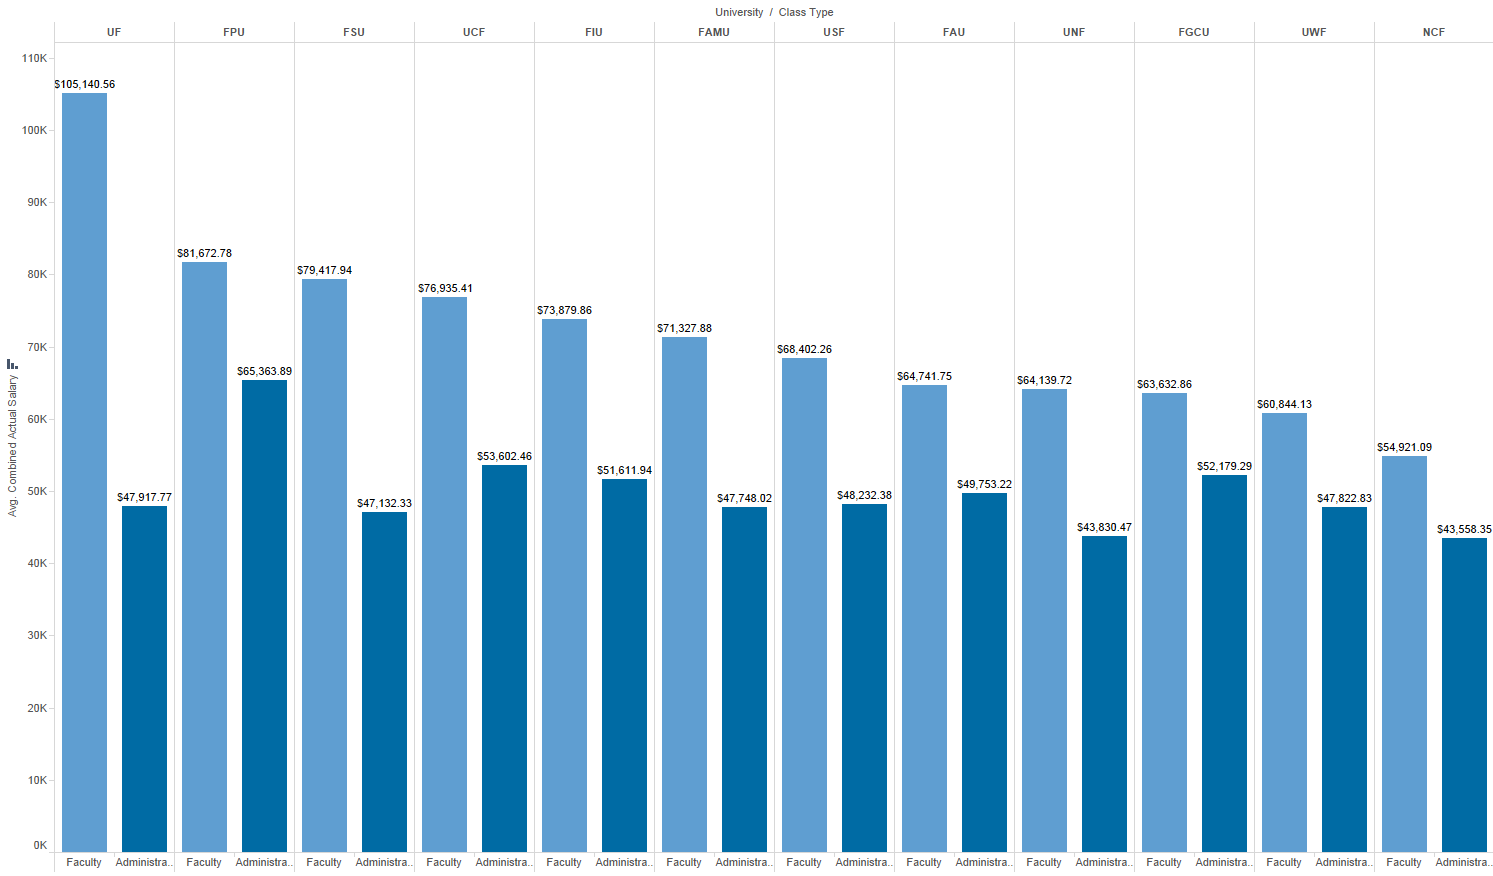 University / Class Type
UF FPU FSU UCF FIU FAMU USF FAU UNF FGCU UWF NCF
Avg. Combined Actual Salary
110K
100K
90K
80K
70K
60K
50K
40K
30K
20K
10K
0K
$105,140.56
$47,917.77
$81,672.78
$65,363.89
$79,417.94
$47,132.33
$76,935.41
$53,602.46
$73,879.86
$51,611.94
$71,327.88
$47,748.02
$68,402.26
$48,232.38
$64,741.75
$49,753.22
$64,139.72
$43,830.47
$63,632.86
$52,179.29
$60,844.13
$47,822.83
$54,921.09
$43,558.35
Faculty Administra.. Faculty Administra.. Faculty Administra.. Faculty Administra.. Faculty Administra.. Faculty Administra.. Faculty Administra.. Faculty Administra.. Faculty Administra.. Faculty Administra.. Faculty Administra.. Faculty Administra..